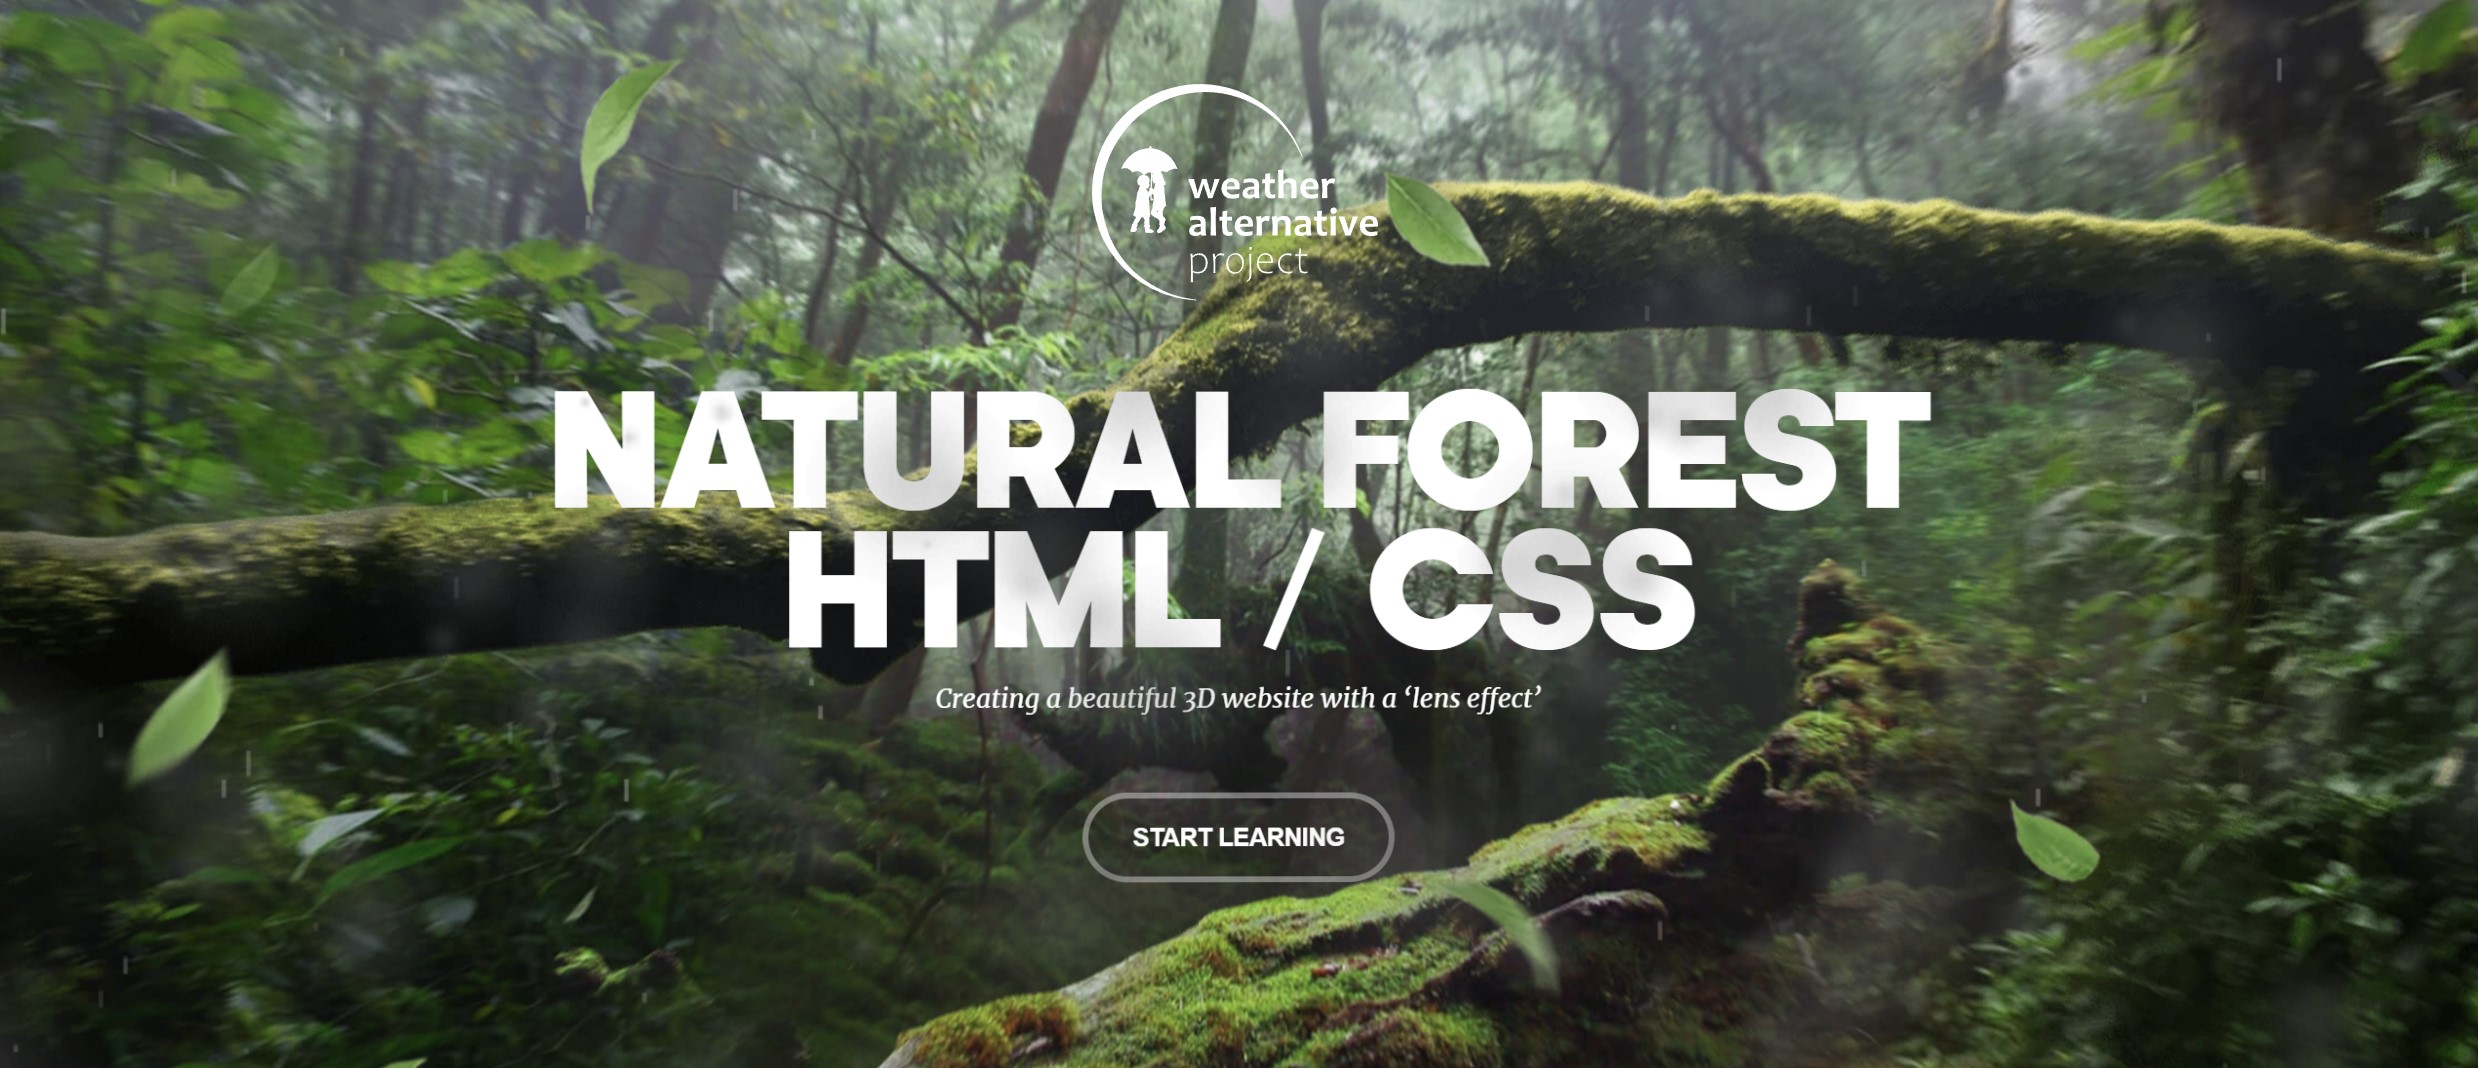 weather
alternative
project
NATURAL FOREST
HTML / CSS
Creating a beautiful 3D website with a ‘lens effect’
START LEARNING